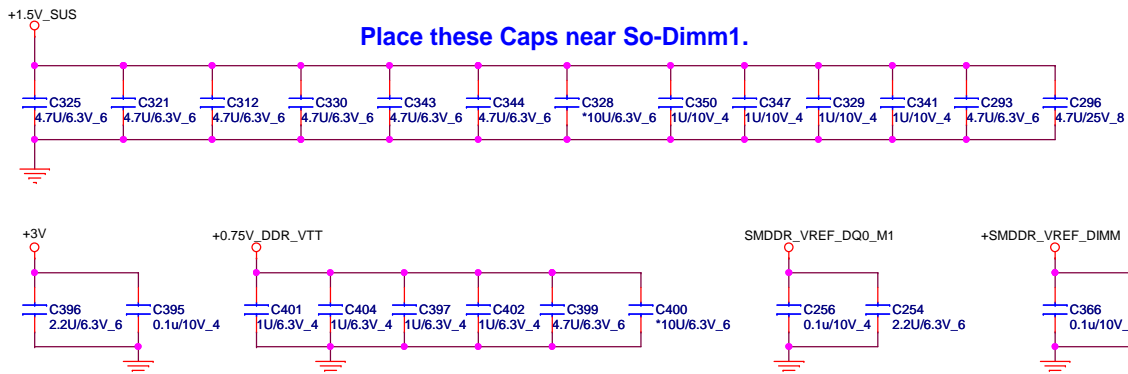 +1.5V_SUS
Place these Caps near So-Dimm1.
C325 C321 C312 C330 C343 C344 C328 C350 C347 C329 C341 C293 C296
4.7U/6.3V_6 4.7U/6.3V_6 4.7U/6.3V_6 4.7U/6.3V_6 4.7U/6.3V_6 4.7U/6.3V_6 *10U/6.3V_6 1U/10V_4 1U/10V_4 1U/10V_4 1U/10V_4 4.7U/6.3V_6 4.7U/25V_8
+3V +0.75V_DDR_VTT SMDDR_VREF_DQ0_M1 +SMDDR_VREF_DIMM
C396 C395 C401 C404 C397 C402 C399 C400 C256 C254 C366
2.2U/6.3V_6 0.1u/10V_4 1U/6.3V_4 1U/6.3V_4 1U/6.3V_4 1U/6.3V_4 4.7U/6.3V_6 *10U/6.3V_6 0.1u/10V_4 2.2U/6.3V_6 0.1u/10V_